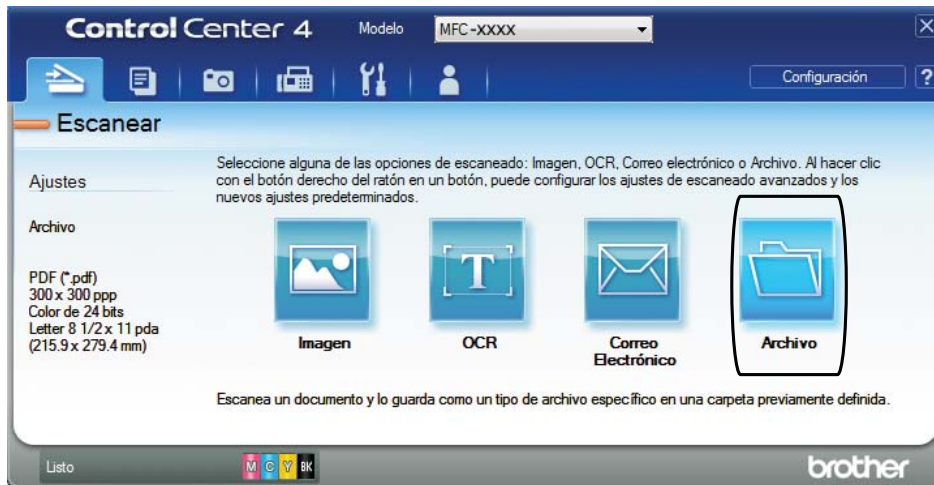 Control Center 4 Modelo MFC-XXXX X
Configuración ?
Escanear
Ajustes
Archivo
PDF (*.pdf)
300 x 300 ppp
Color de 24 bits
Letter 8 1/2 x 11 pda
(215.9 x 279.4 mm)
Seleccione alguna de las opciones de escaneado: Imagen, OCR, Correo electrónico o Archivo. Al hacer clic
con el botón derecho del ratón en un botón, puede configurar los ajustes de escaneado avanzados y los
nuevos ajustes predeterminados.
T
Imagen OCR Correo Archivo
Electrónico
Escanea un documento y lo guarda como un tipo de archivo específico en una carpeta previamente definida.
Listo M C Y BK brother